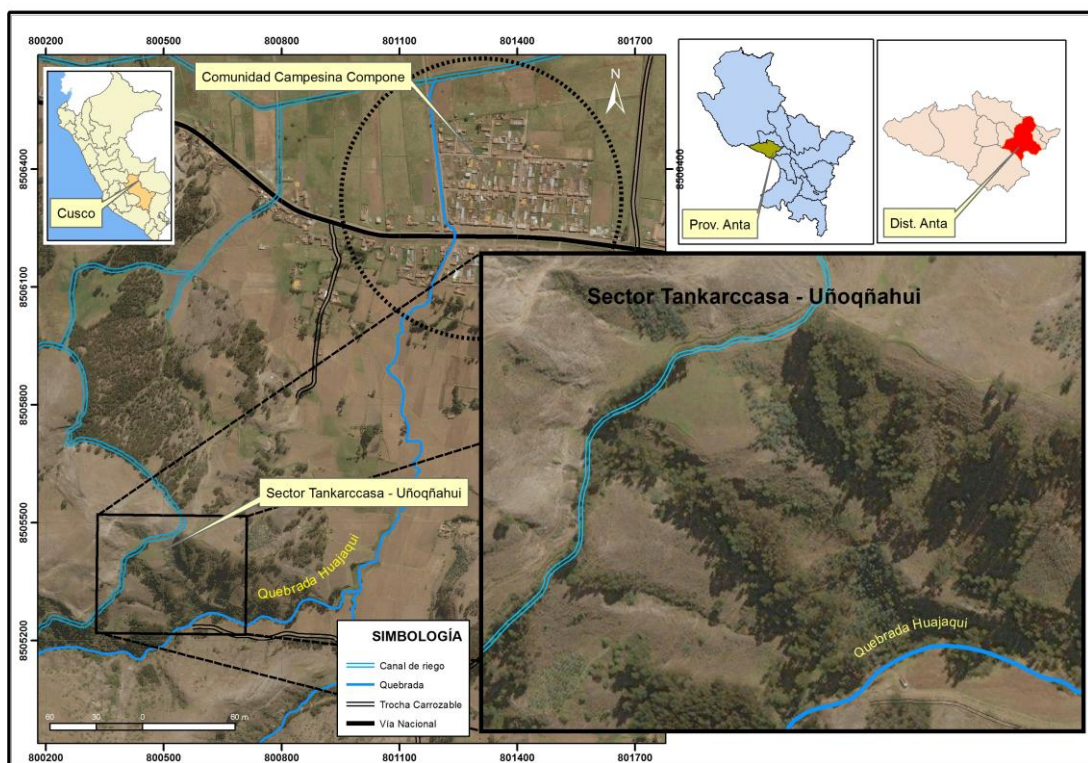 800200 800500 800800 801100 801400 801700
Comunidad Campesina Compone
N
Cusco
Prov. Anta
Dist. Anta
8506400
8506400
8506100
8505800
8505500
8505200
Sector Tankarccasa - Uñoqñahui
Sector Tankarccasa - Uñoqñahui
Quebrada Huajaqui
Quebrada Huajaqui
SIMBOLOGÍA
Canal de riego
Quebrada
Trocha Carrozable
Vía Nacional
60 30 0 60 m
800200 800500 800800 801100 801400 801700